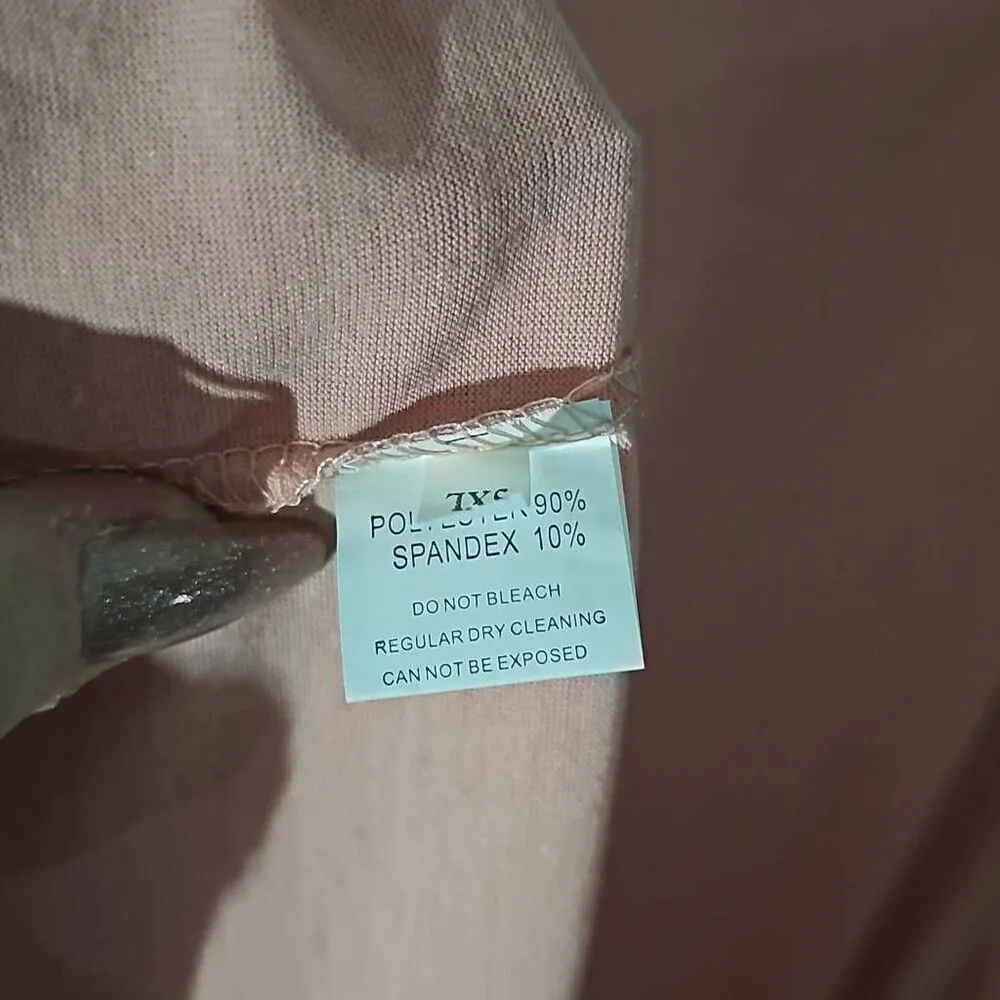 POLYESTER 90%
SPANDEX 10%
DO NOT BLEACH
REGULAR DRY CLEANING
CAN NOT BE EXPOSED